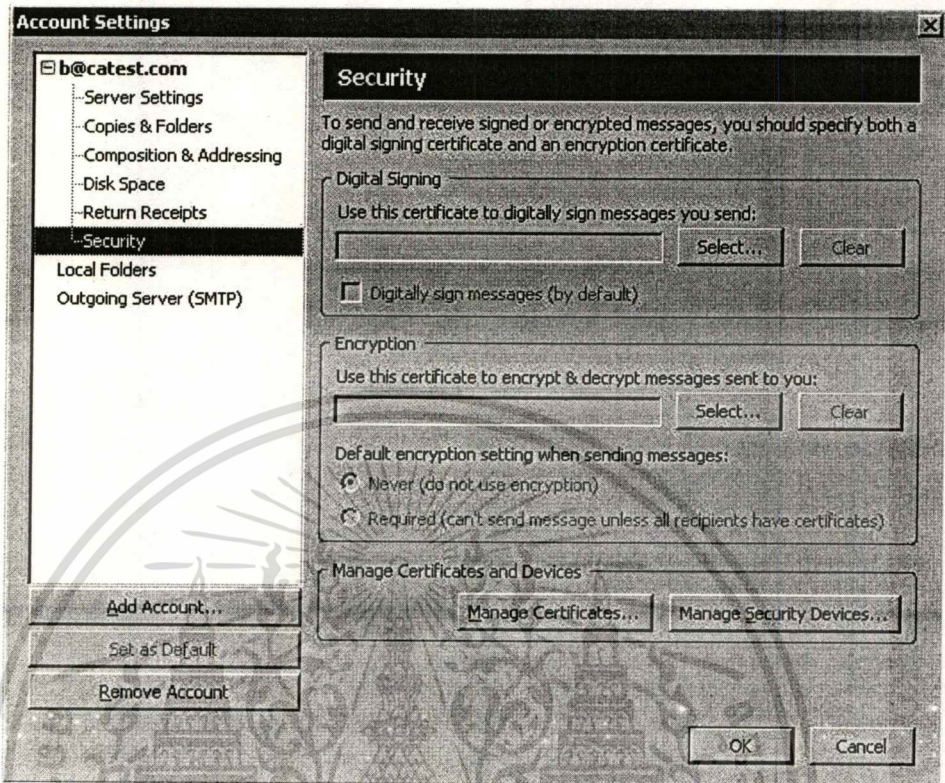 Account Settings
b@catest.com
Server Settings
Copies & Folders
Composition & Addressing
Disk Space
Return Receipts
Security
Local Folders
Outgoing Server (SMTP)
Add Account...
Set as Default
Remove Account
Security
To send and receive signed or encrypted messages, you should specify both a
digital signing certificate and an encryption certificate.
Digital Signing
Use this certificate to digitally sign messages you send:
Select... Clear
Digitally sign messages (by default)
Encryption
Use this certificate to encrypt & decrypt messages sent to you:
Select... Clear
Default encryption setting when sending messages:
Never (do not use encryption)
Required (can't send message unless all recipients have certificates)
Manage Certificates and Devices
Manage Certificates... Manage Security Devices...
OK Cancel